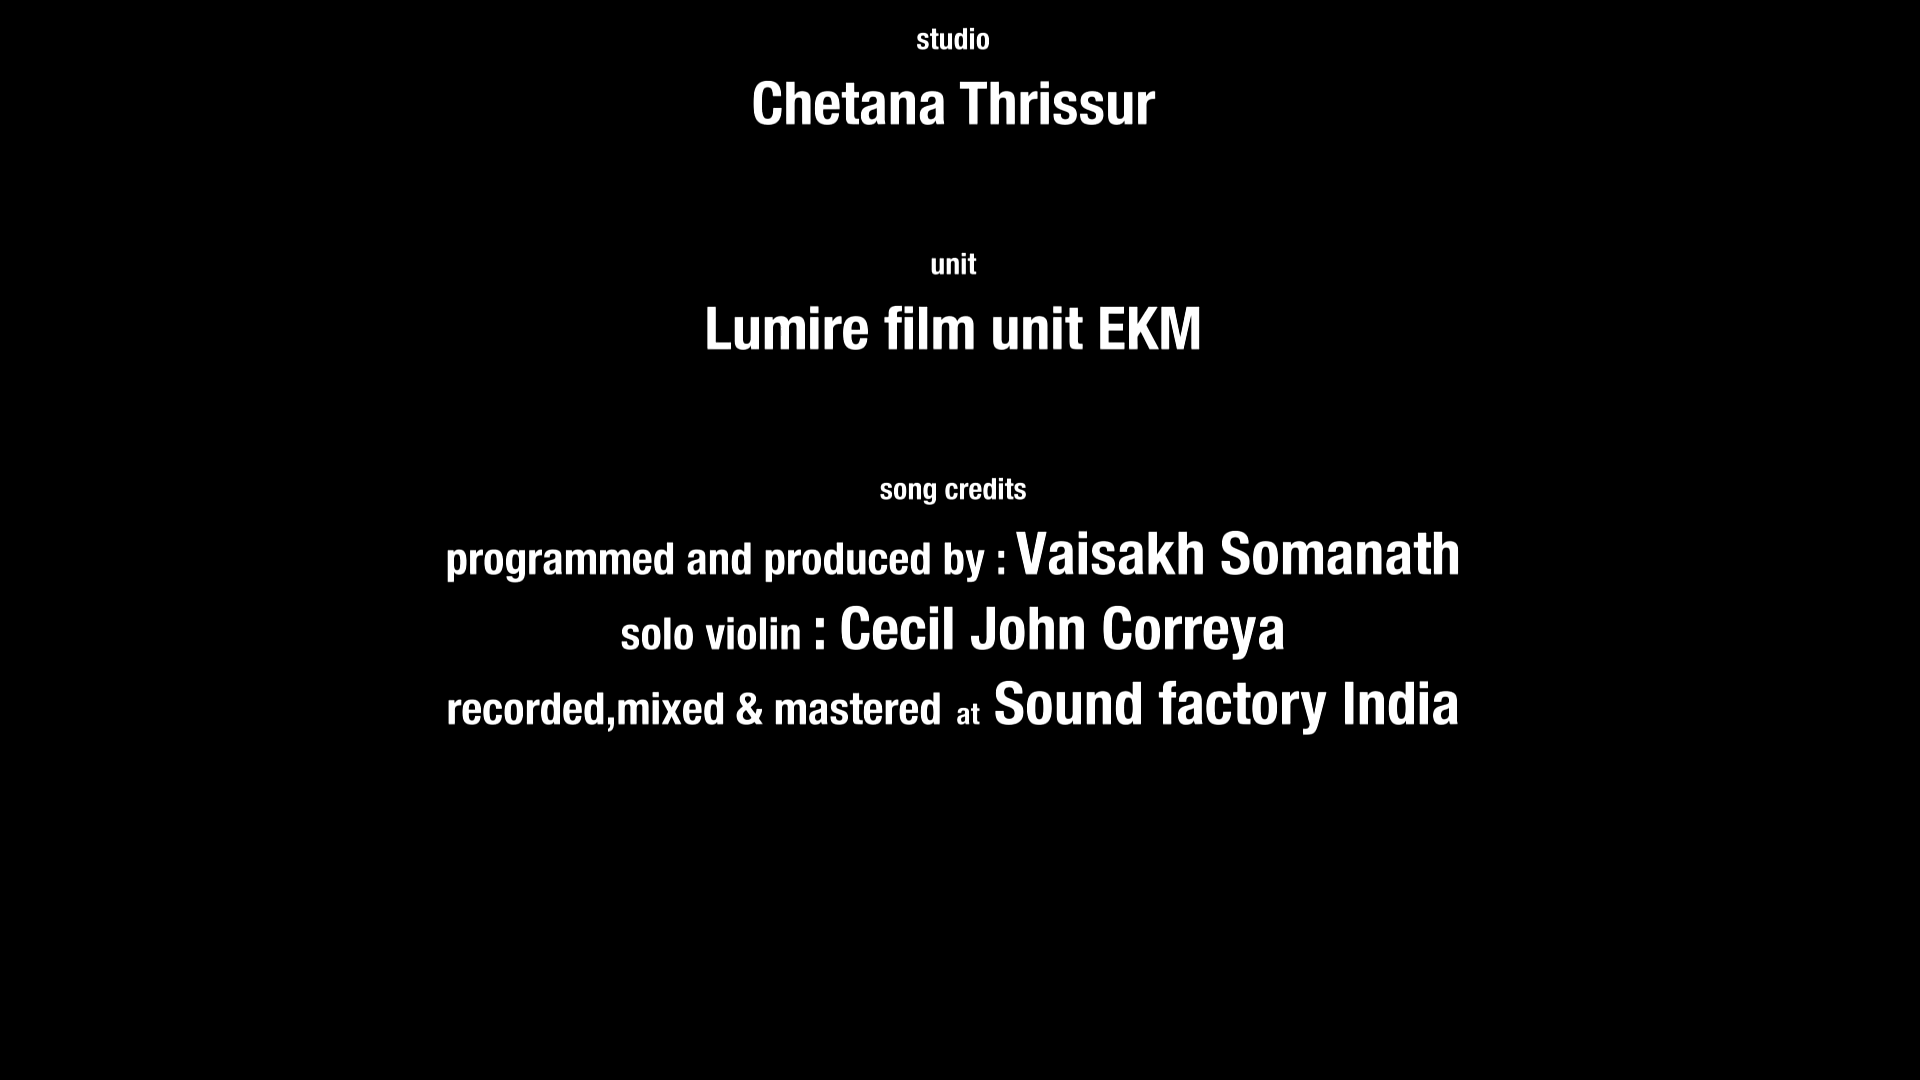 studio
Chetana Thrissur
unit
Lumire film unit EKM
song credits
programmed and produced by : Vaisakh Somanath
solo violin : Cecil John Correya
recorded,mixed & mastered at Sound factory India